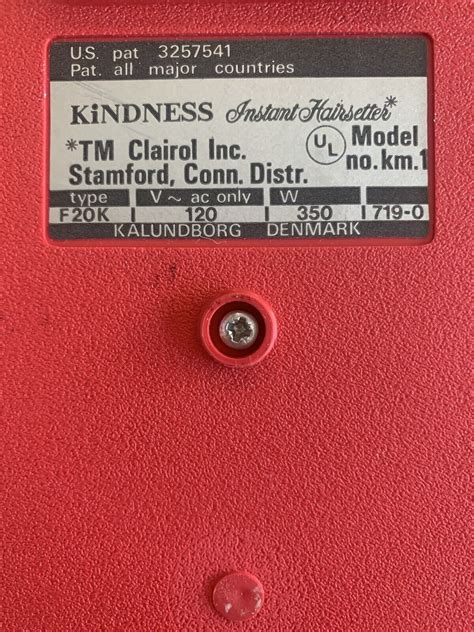 U.S. pat 3257541
Pat. all major countries
KiNDNESS Instant Hairsetter*
*TM Clairol Inc. UL Model
Stamford, Conn. Distr. no.km.1
type V ~ ac only W
F20K 120 350 719-0
KALUNDBORG DENMARK